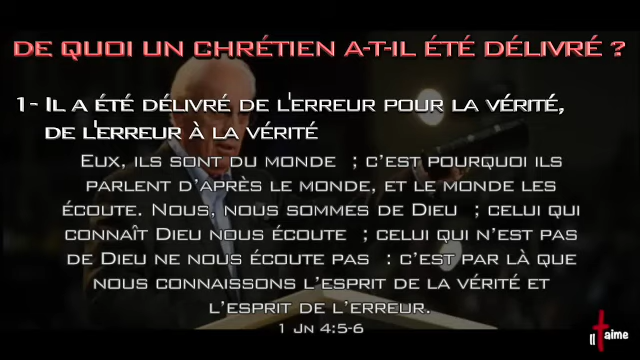 DE QUOI UN CHRÉTIEN A-T-IL ÉTÉ DÉLIVRÉ ?
1- IL A ÉTÉ DÉLIVRÉ DE L'ERREUR POUR LA VÉRITÉ,
DE L'ERREUR À LA VÉRITÉ
EUX, ILS SONT DU MONDE ; C’EST POURQUOI ILS
PARLENT D’APRÈS LE MONDE, ET LE MONDE LES
ÉCOUTE. NOUS, NOUS SOMMES DE DIEU ; CELUI QUI
CONNAÎT DIEU NOUS ÉCOUTE ; CELUI QUI N’EST PAS
DE DIEU NE NOUS ÉCOUTE PAS : C’EST PAR LÀ QUE
NOUS CONNAISSONS L’ESPRIT DE LA VÉRITÉ ET
L’ESPRIT DE L’ERREUR.
1 JN 4:5-6
Il t'aime